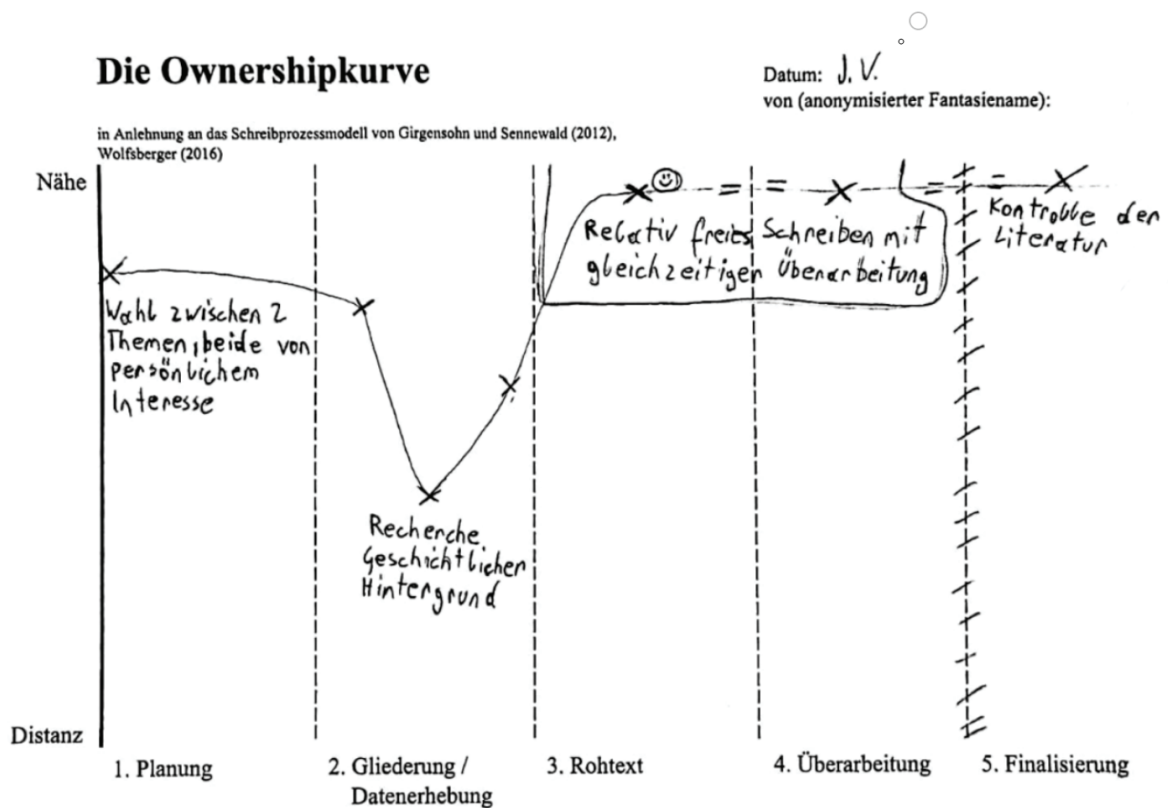 Die Ownershipkurve
Datum: J. V.
von (anonymisierter Fantasiename):
in Anlehnung an das Schreibprozessmodell von Girgensohn und Sennewald (2012),
Wolfsberger (2016)
Nähe
Wahl zwischen 2
Themen, beide von
persönlichem
Interesse
Recherche
Geschichtlicher
Hintergrund
Relativ freies Schreiben mit
gleichzeitigen Überarbeitung
Kontrolle der
Literatur
Distanz
1. Planung
2. Gliederung /
Datenerhebung
3. Rohtext
4. Überarbeitung
5. Finalisierung